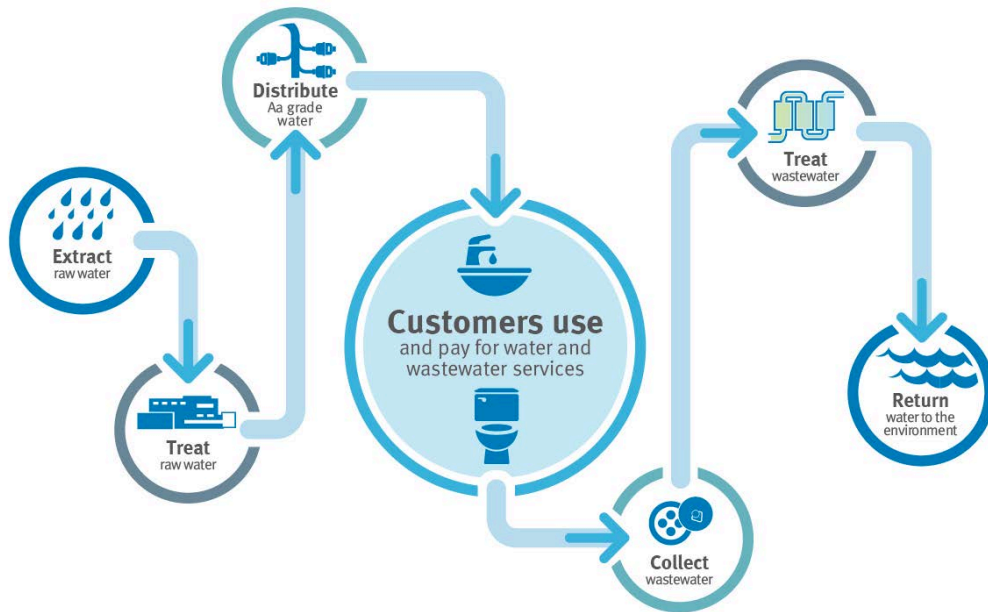 Extract
raw water
Treat
raw water
Distribute
Aa grade
water
Customers use
and pay for water and
wastewater services
Collect
wastewater
Treat
wastewater
Return
water to the
environment